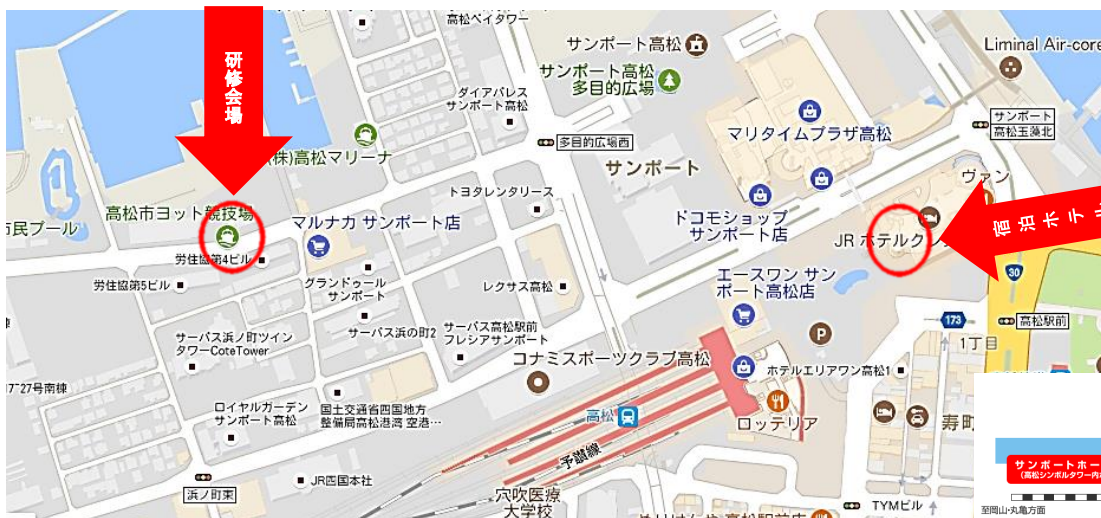 高松ベイタワー
サンポート高松
Liminal Air-core
サンポート高松
多目的広場
ダイアパレス
サンポート高松
研修会場
サンポート
高松玉藻北
マリタイムプラザ高松
多目的広場西
(株)高松マリーナ
サンポート
ヴァン
トヨタレンタリース
高松市ヨット競技場
市民プール
マルナカ サンポート店
ドコモショップ
サンポート店
宿泊ホテル
JR ホテルク
労住協第4ビル
30
労住協第5ビル
グランドゥール
サンポート
レクサス高松
エースワン サン
ポート高松店
173
高松駅前
サーパス浜ノ町ツイン
タワーCoteTower
サーパス浜の町2
サーパス高松駅前
フレシアサンポート
P
1丁目
コナミスポーツクラブ高松
ホテルエリアワン高松1
7ｰ27号南棟
ロイヤルガーデン
サンポート高松
国土交通省四国地方
整備局高松港湾 空港…
高松
ロッテリア
寿町
予讃線
サンポートホー
(高松シンボルタワー内
JR四国本社
浜ノ町東
穴吹医療
大学校
TYMビル
至岡山・丸亀方面
高松駅前店